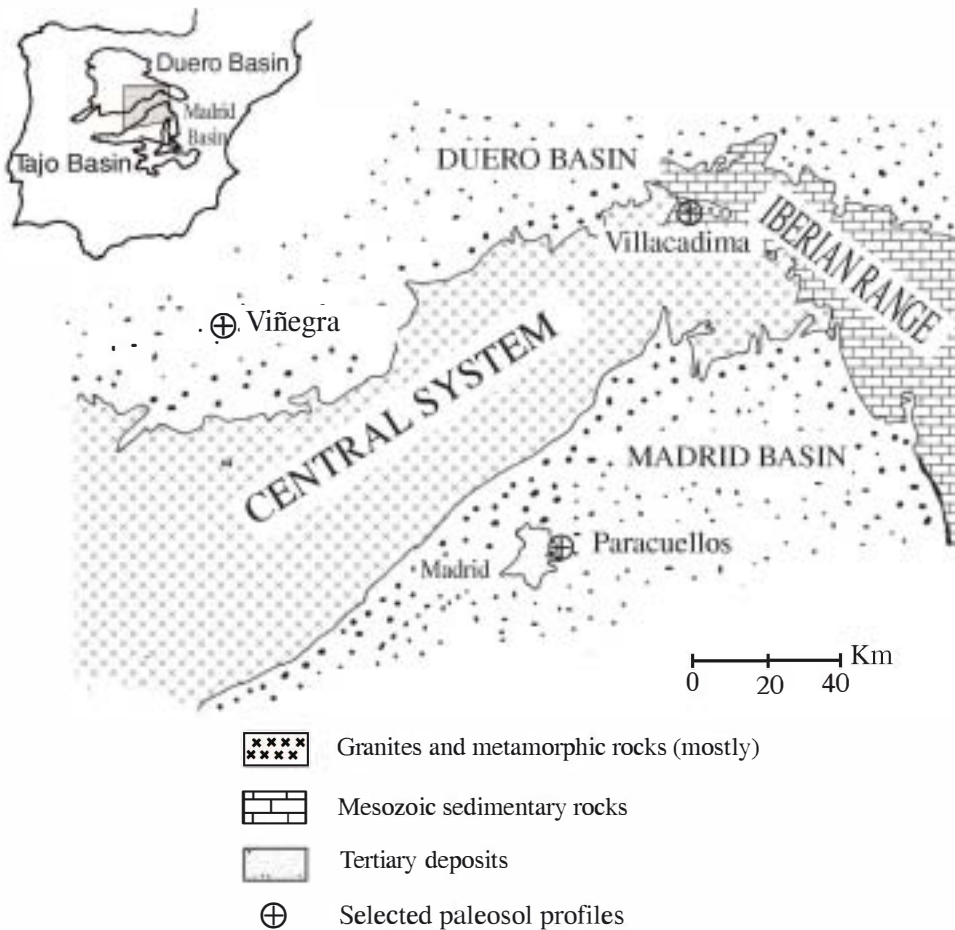 Duero Basin
Madrid
Basin
Tajo Basin
DUERO BASIN
IBERIAN RANGE
Villacadima
Viñegra
CENTRAL SYSTEM
MADRID BASIN
Paracuellos
Madrid
Km
0 20 40
Granites and metamorphic rocks (mostly)
Mesozoic sedimentary rocks
Tertiary deposits
Selected paleosol profiles